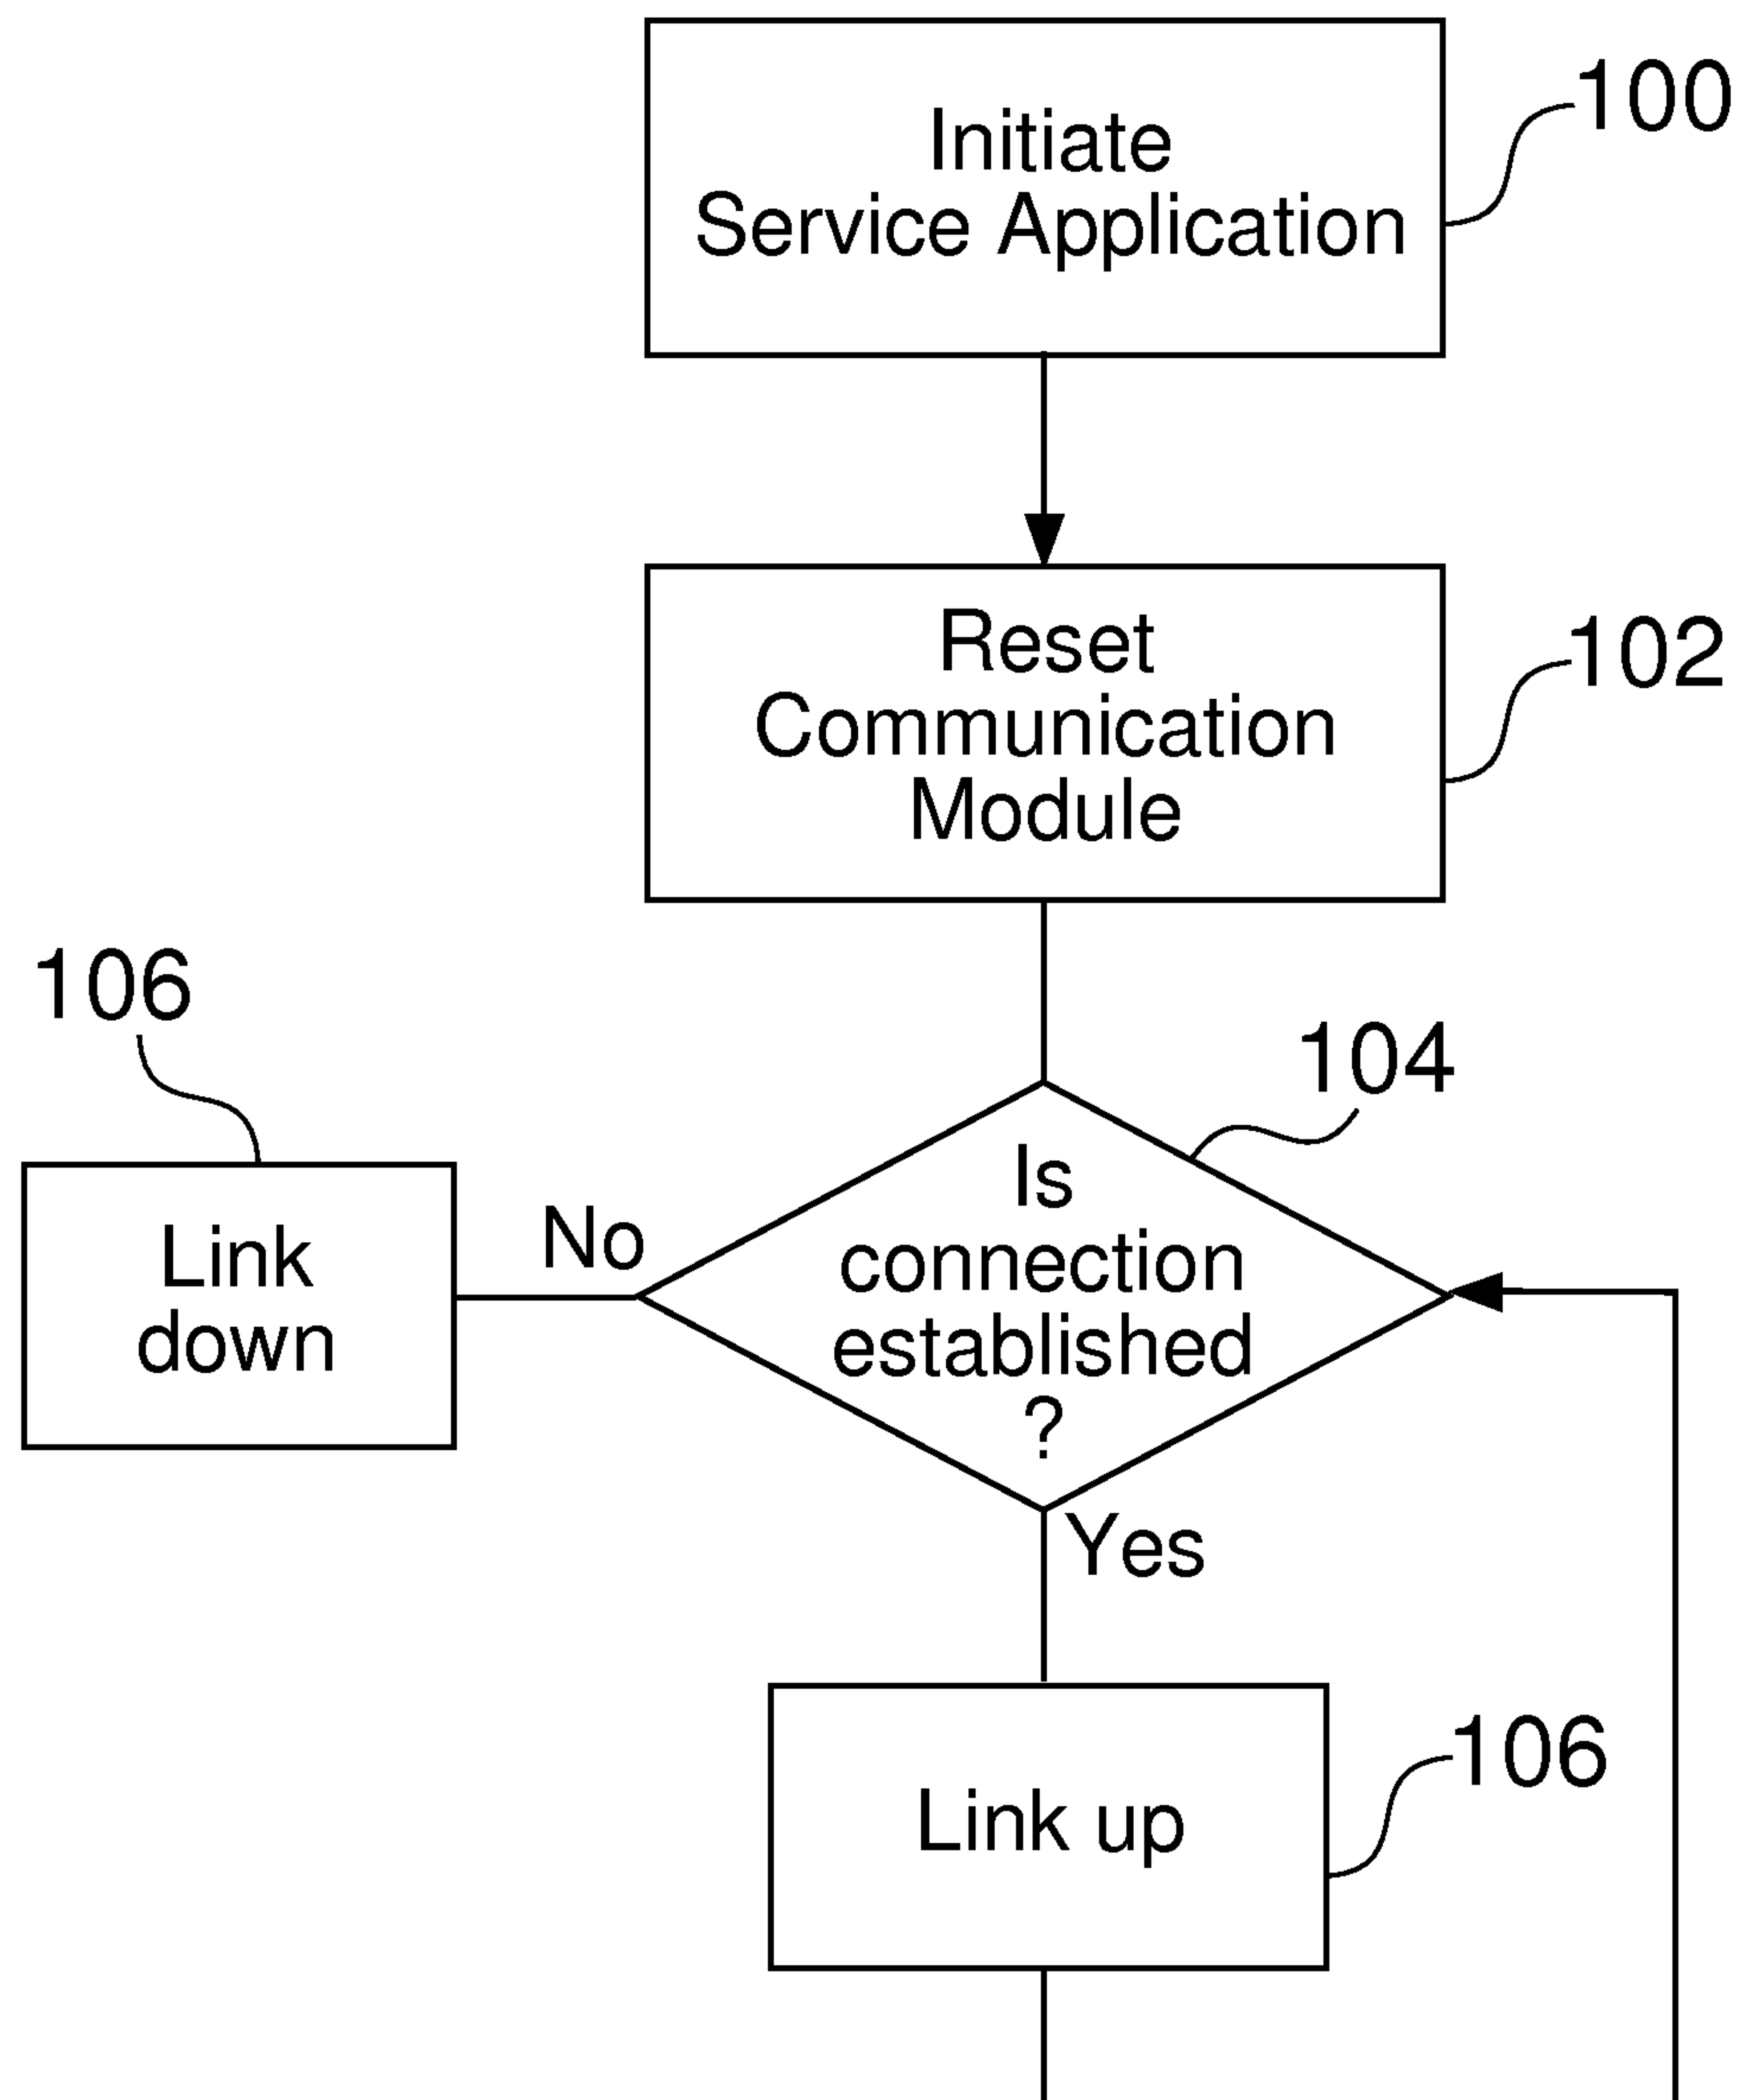 Initiate
Service Application
100
Reset
Communication
Module
102
106
104
Link
down
No
Is
connection
established
?
Yes
Link up
106